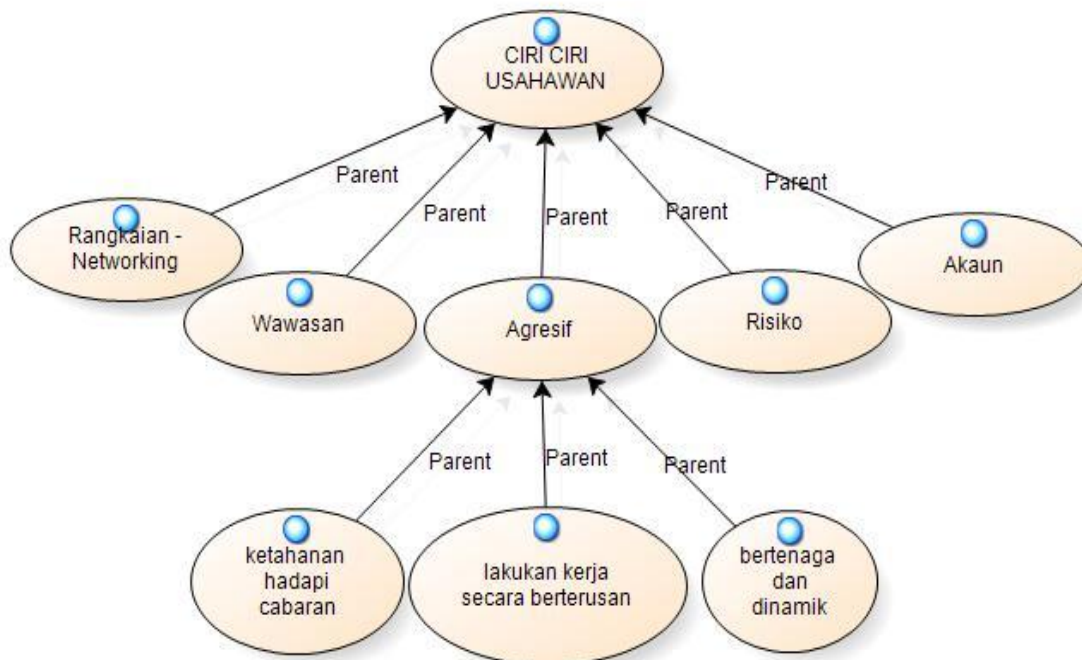 CIRI CIRI
USAHAWAN
Parent
Parent
Parent
Parent
Parent
Rangkaian -
Networking
Wawasan
Agresif
Risiko
Akaun
Parent
Parent
Parent
ketahanan
hadapi
cabaran
lakukan kerja
secara berterusan
bertenaga
dan
dinamik